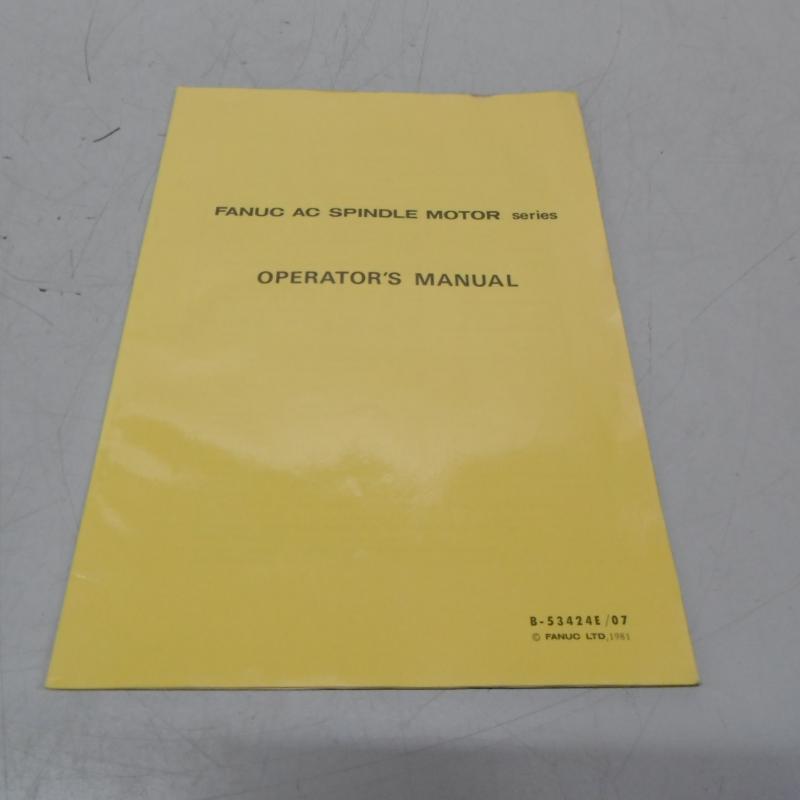 FANUC AC SPINDLE MOTOR series
OPERATOR'S MANUAL
B-53424E/07
© FANUC LTD, 1981